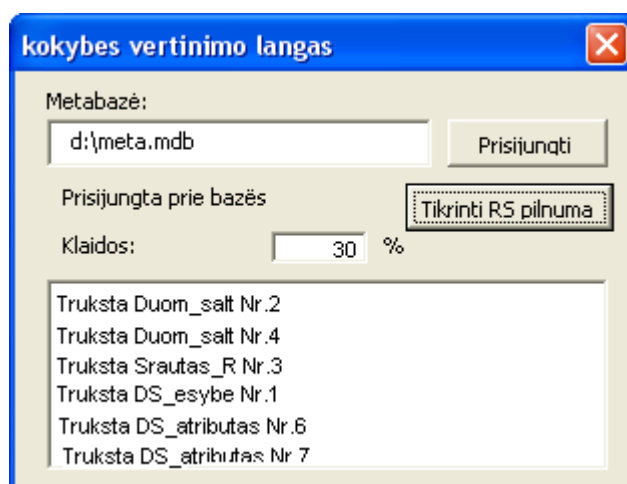 kokybes vertinimo langas
Metabazė:
d:\meta.mdb
Prisijungti
Prisijungta prie bazės
Tikrinti RS pilnuma
Klaidos:
30 %
Truksta Duom_salt Nr.2
Truksta Duom_salt Nr.4
Truksta Srautas_R Nr.3
Truksta DS_esybe Nr.1
Truksta DS_atributas Nr.6
Truksta DS_atributas Nr.7